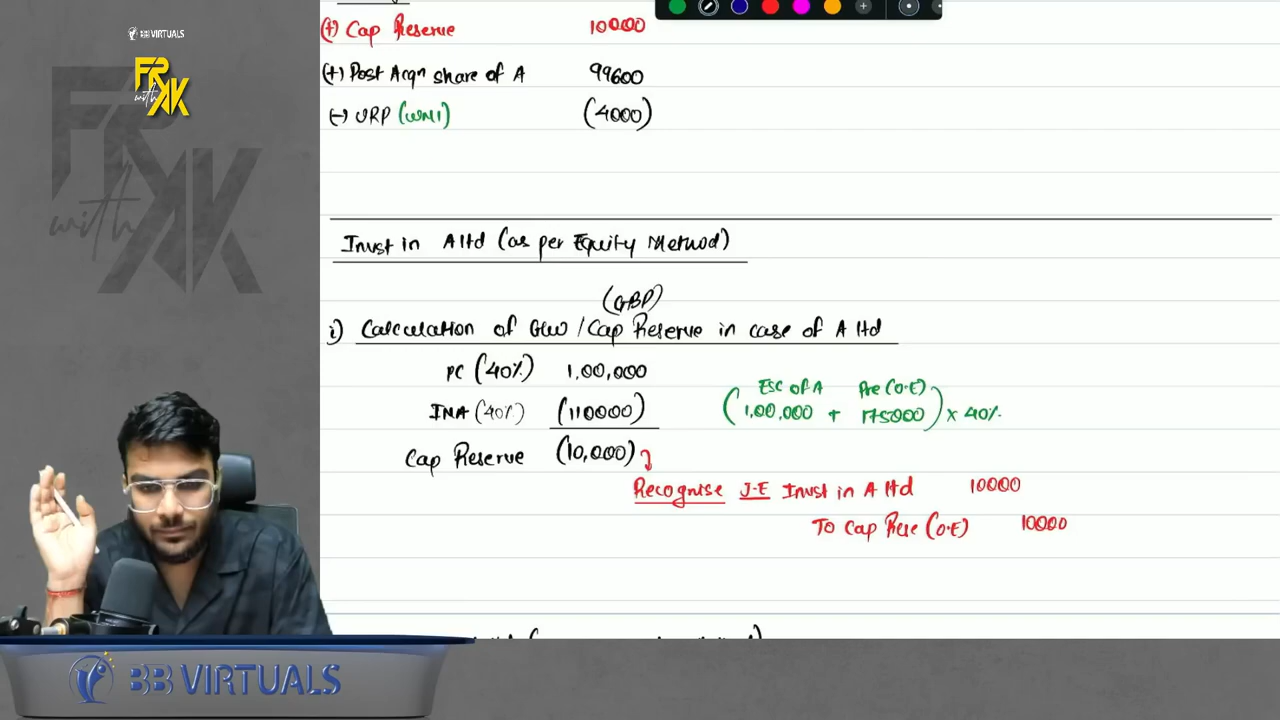 (+) Cap Reserve 10000
BB VIRTUALS
FR with AK
(+) Post Acqn share of A 99600
(-) URP (WN1) (4000)
Invst in A ltd (as per Equity Method)
(GBP)
i) Calculation of GW / Cap Reserve in case of A ltd
PC (40%) 1,00,000
ESC of A Pre (O.E)
INA (40%) (110000) (1,00,000 + 175000) x 40%
Cap Reserve (10,000)
Recognise J.E Invst in A ltd 10000
To Cap Rese (O.E) 10000
BB VIRTUALS